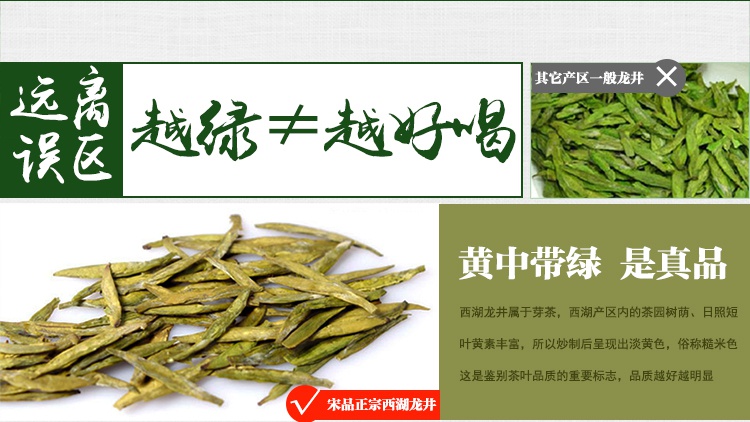 远离
误区
越绿≠越好喝
其它产区一般龙井
黄中带绿 是真品
西湖龙井属于芽茶，西湖产区内的茶园树荫、日照短
叶黄素丰富，所以炒制后呈现出淡黄色，俗称糙米色
这是鉴别茶叶品质的重要标志，品质越好越明显
宋品正宗西湖龙井